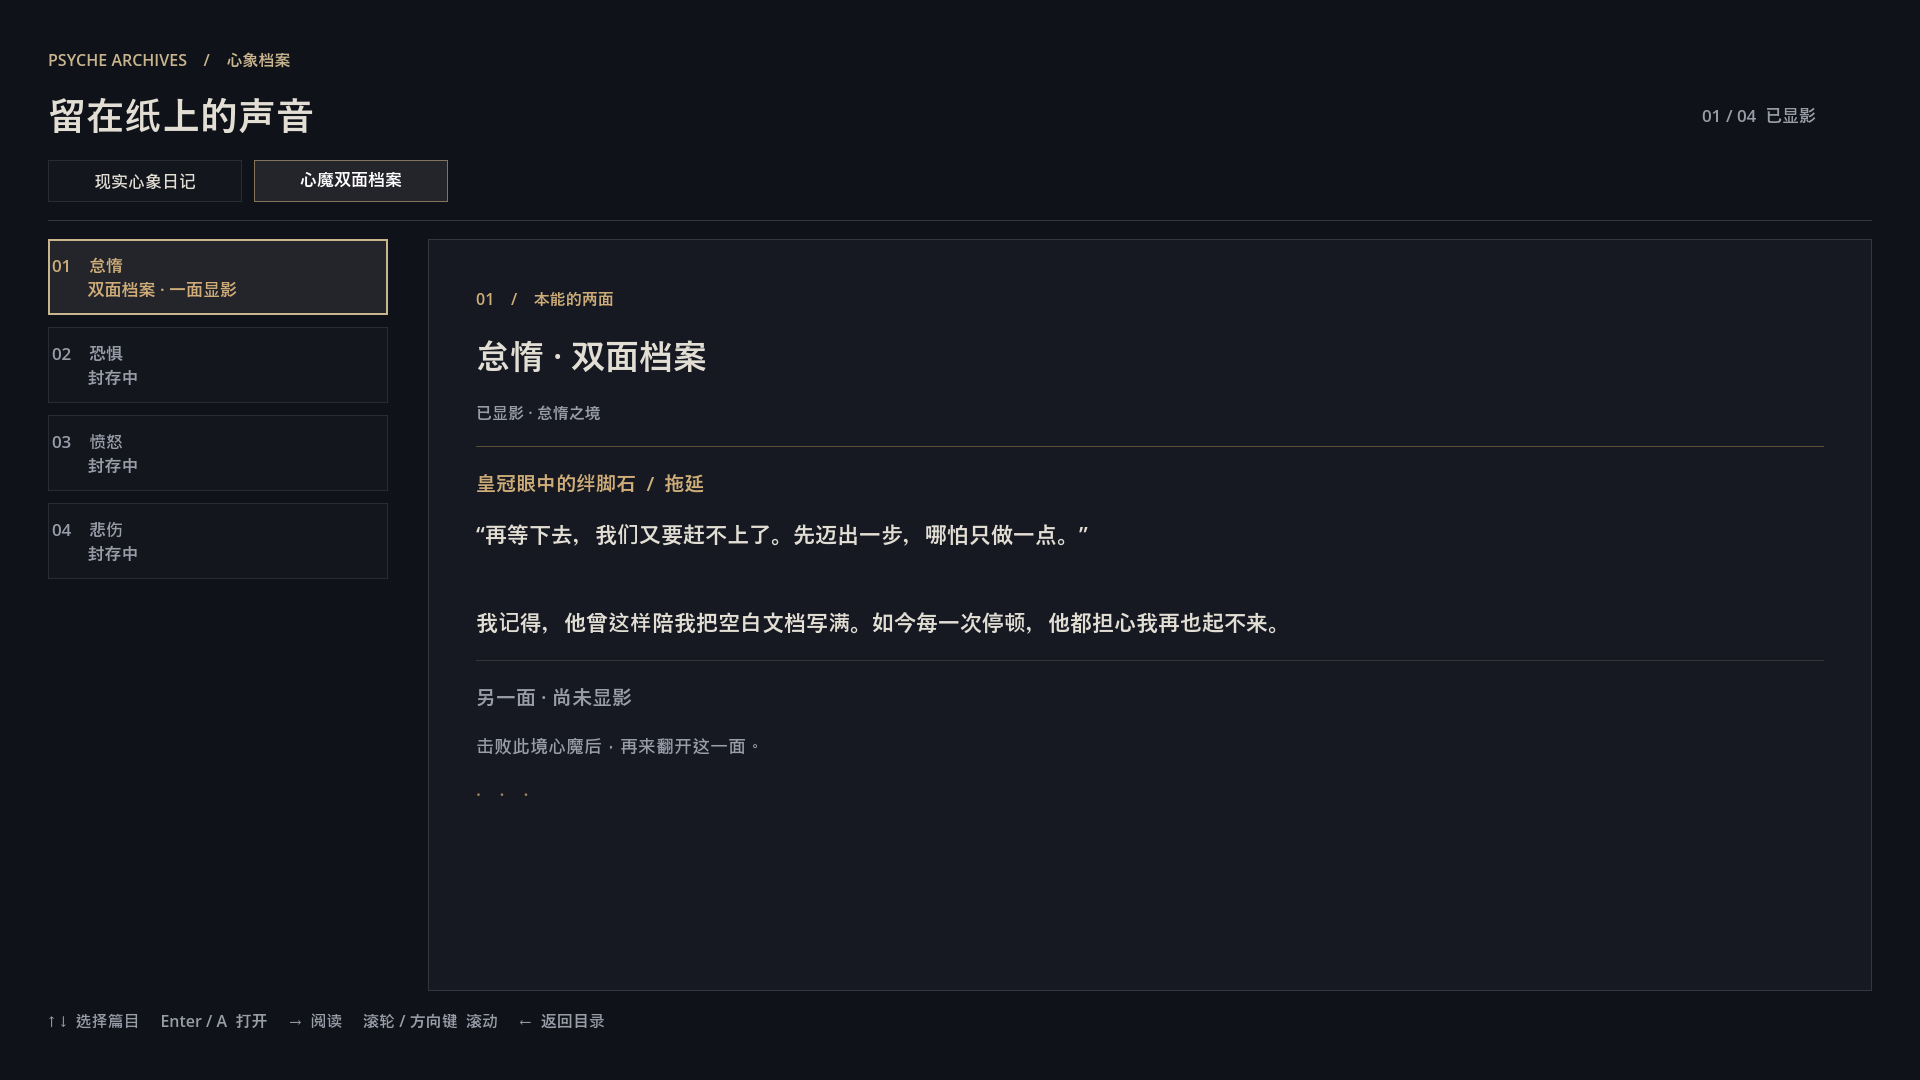 PSYCHE ARCHIVES / 心象档案
留在纸上的声音
01 / 04 已显影
现实心象日记
心魔双面档案
01 怠惰
双面档案 · 一面显影
02 恐惧
封存中
03 愤怒
封存中
04 悲伤
封存中
01 / 本能的两面
怠惰 · 双面档案
已显影 · 怠惰之境
皇冠眼中的绊脚石 / 拖延
“再等下去，我们又要赶不上了。先迈出一步，哪怕只做一点。”
我记得，他曾这样陪我把空白文档写满。如今每一次停顿，他都担心我再也起不来。
另一面 · 尚未显影
击败此境心魔后，再来翻开这一面。
· · ·
↑↓ 选择篇目 Enter / A 打开 → 阅读 滚轮 / 方向键 滚动 ← 返回目录